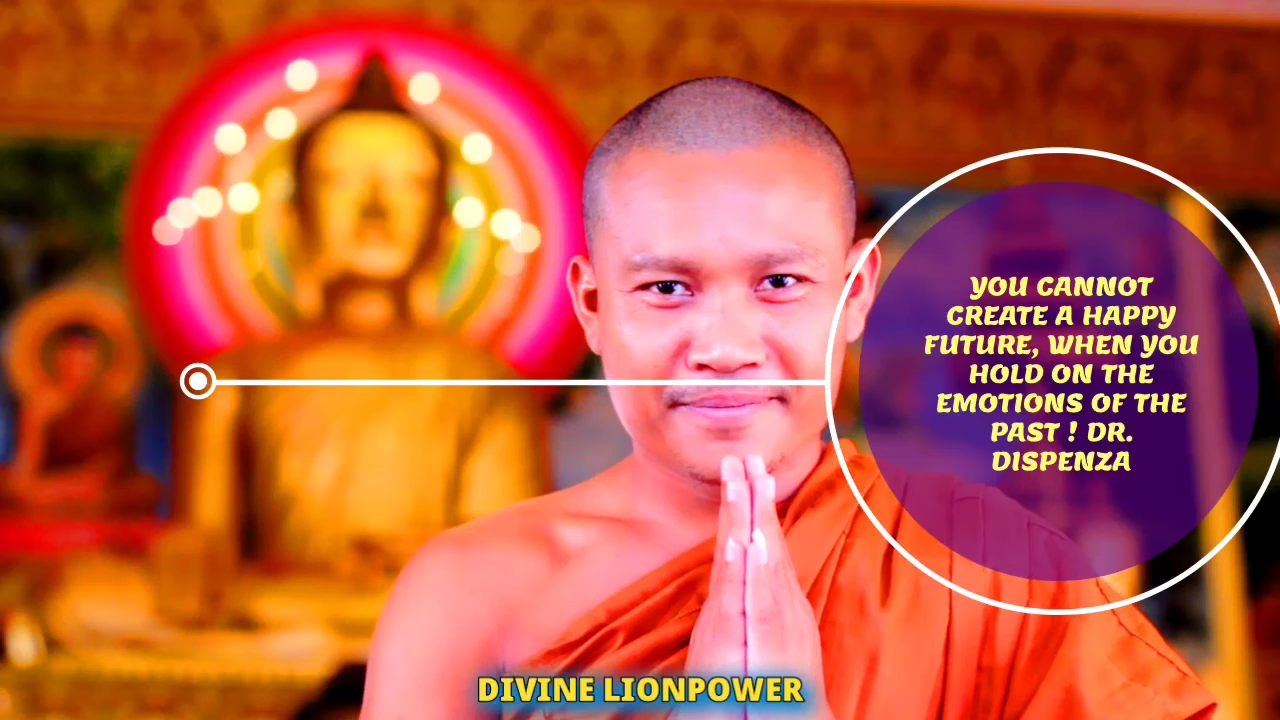 YOU CANNOT
CREATE A HAPPY
FUTURE, WHEN YOU
HOLD ON THE
EMOTIONS OF THE
PAST ! DR.
DISPENZA
DIVINE LIONPOWER